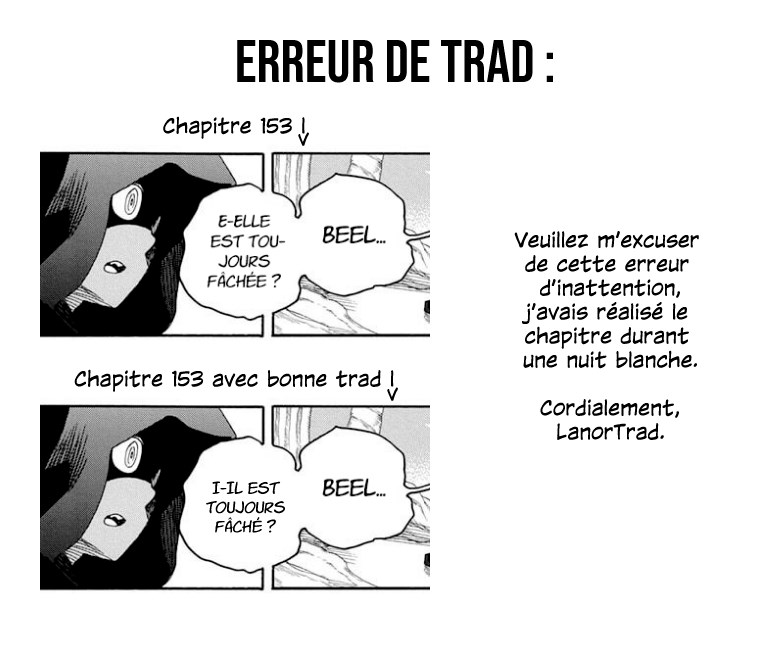 ERREUR DE TRAD :
Chapitre 153
E-ELLE
EST TOU-
JOURS
FÂCHÉE ?
BEEL...
Chapitre 153 avec bonne trad
I-IL EST
TOUJOURS
FÂCHÉ ?
BEEL...
Veuillez m'excuser
de cette erreur
d'inattention,
j'avais réalisé le
chapitre durant
une nuit blanche.
Cordialement,
LanorTrad.